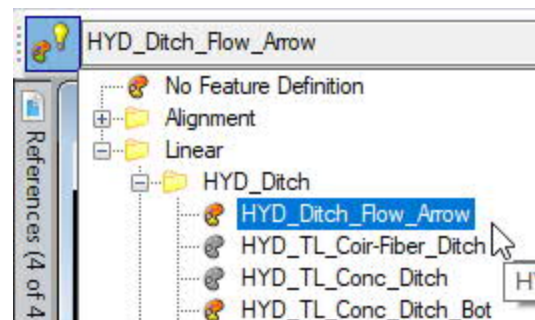 HYD_Ditch_Flow_Arrow
No Feature Definition
Alignment
Linear
HYD_Ditch
HYD_Ditch_Flow_Arrow
HYD_TL_Coir-Fiber_Ditch
HYD_TL_Conc_Ditch
HYD_TL_Conc_Ditch_Bot
References (4 of 4